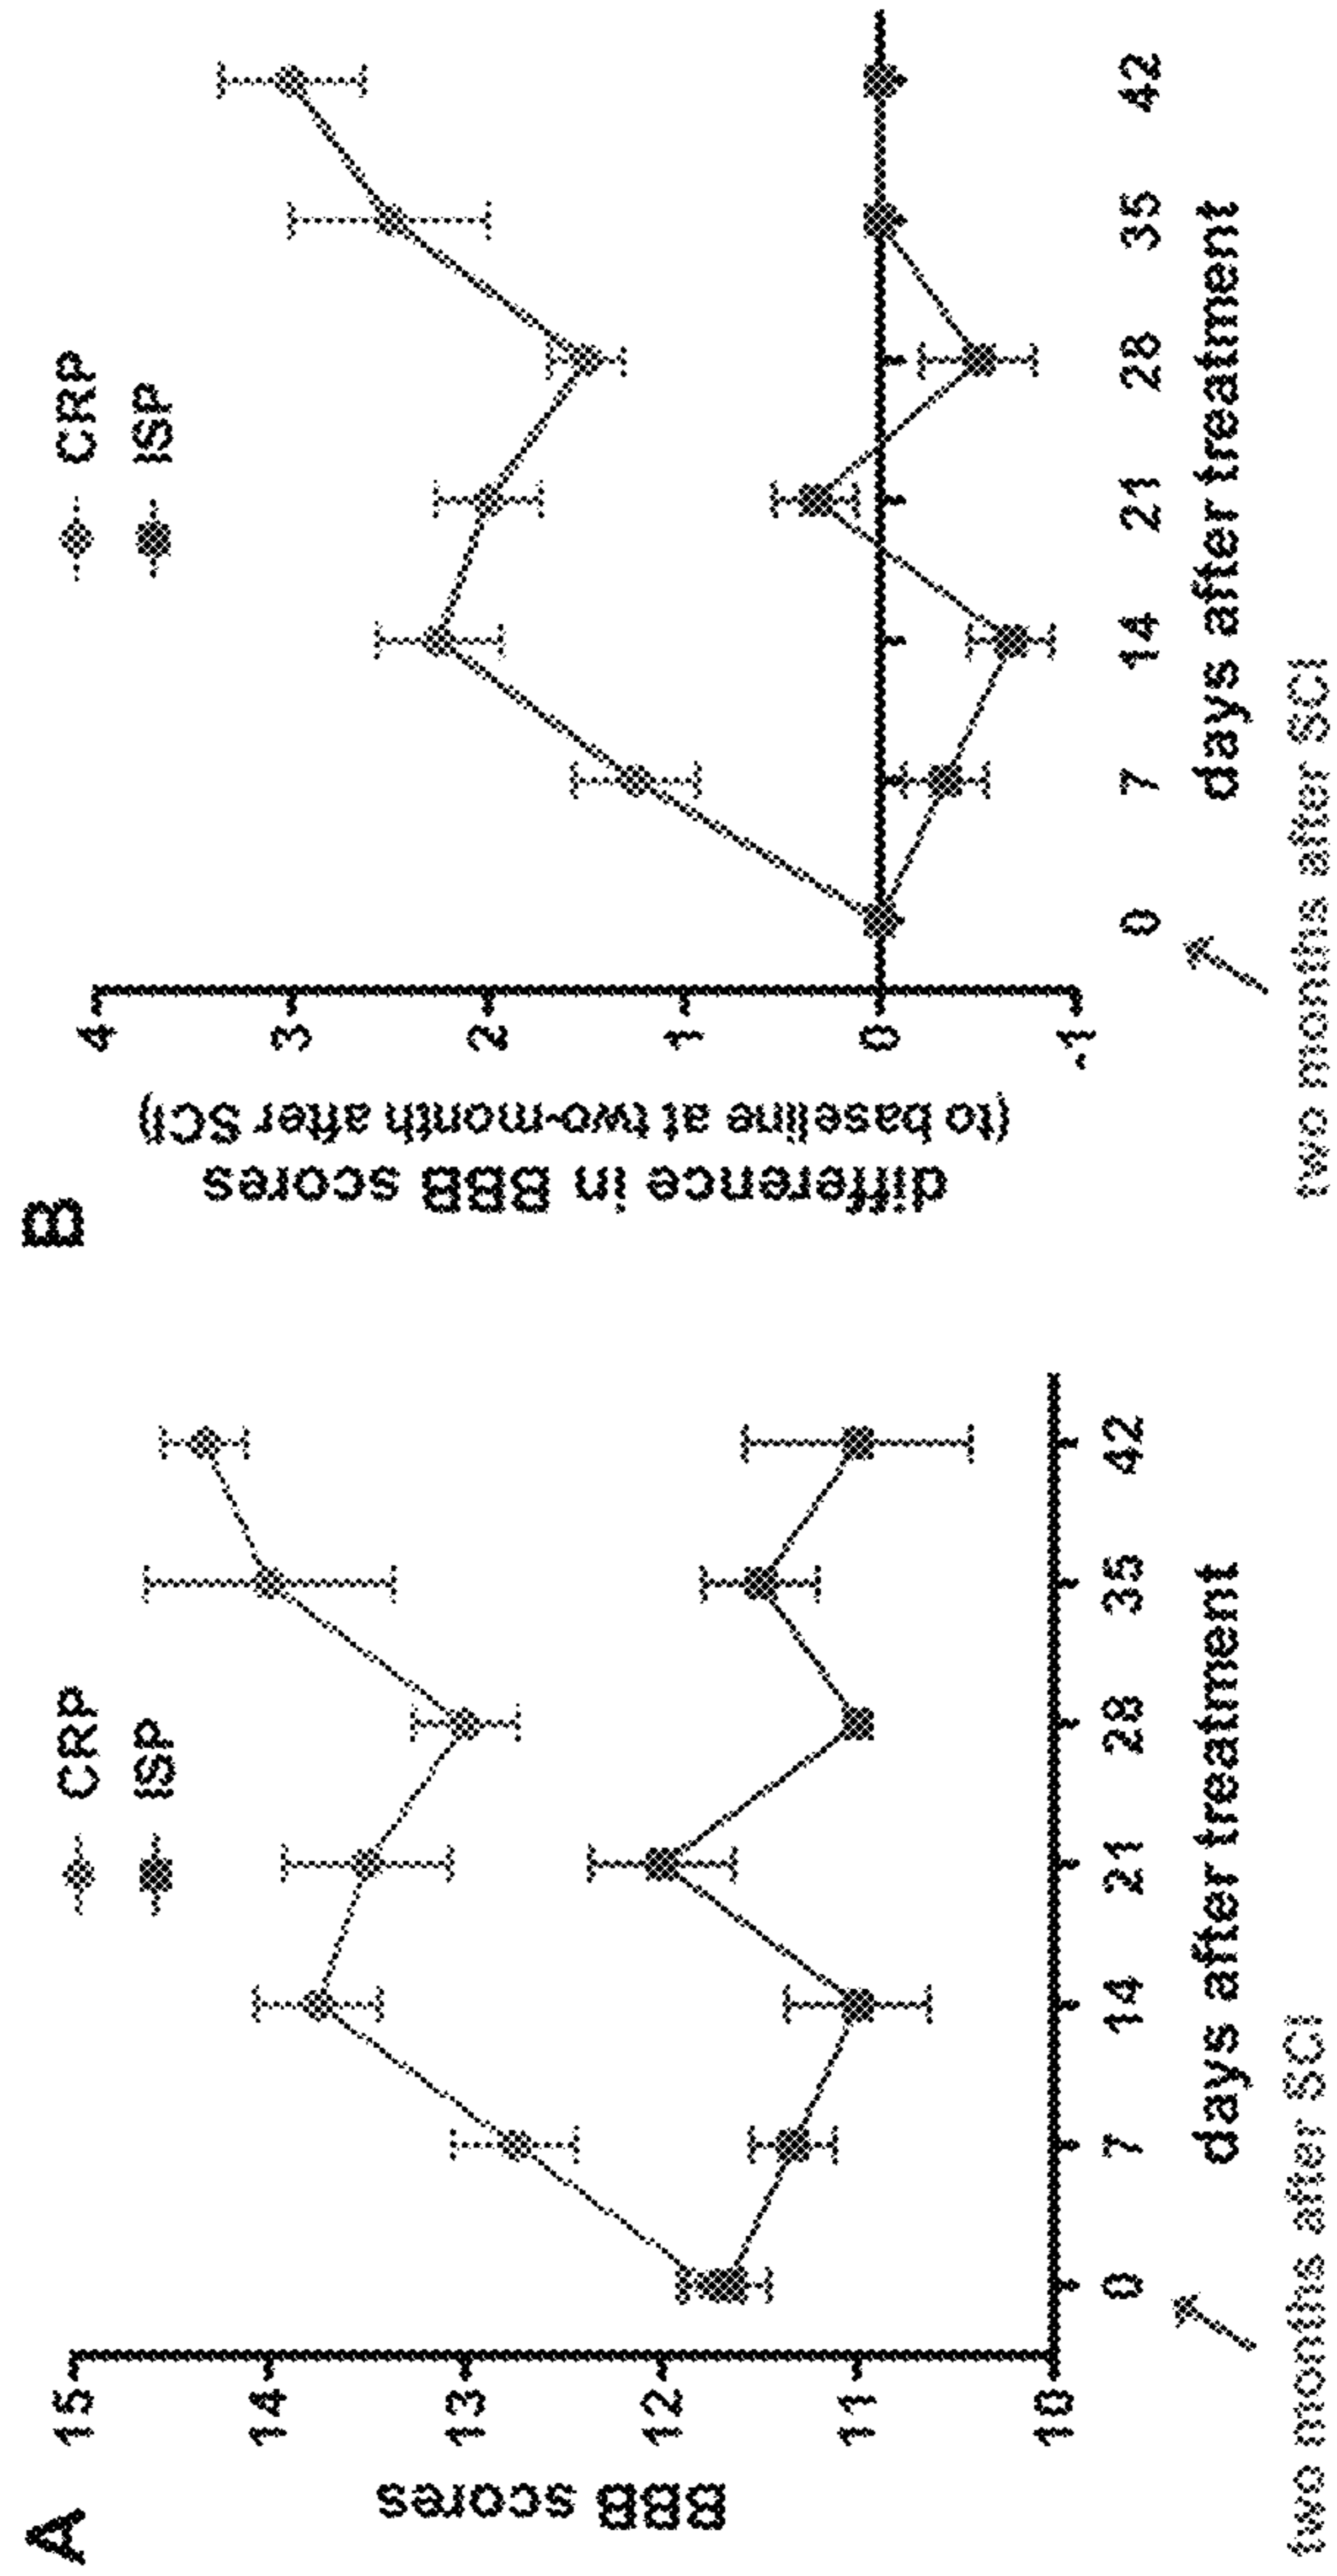 A
BBB scores
15
14
13
12
11
10
CRP
ISP
0 7 14 21 28 35 42
days after treatment
two months after SCI
B
difference in BBB scores
(to baseline at two-month after SCI)
4
3
2
1
0
-1
CRP
ISP
0 7 14 21 28 35 42
days after treatment
two months after SCI